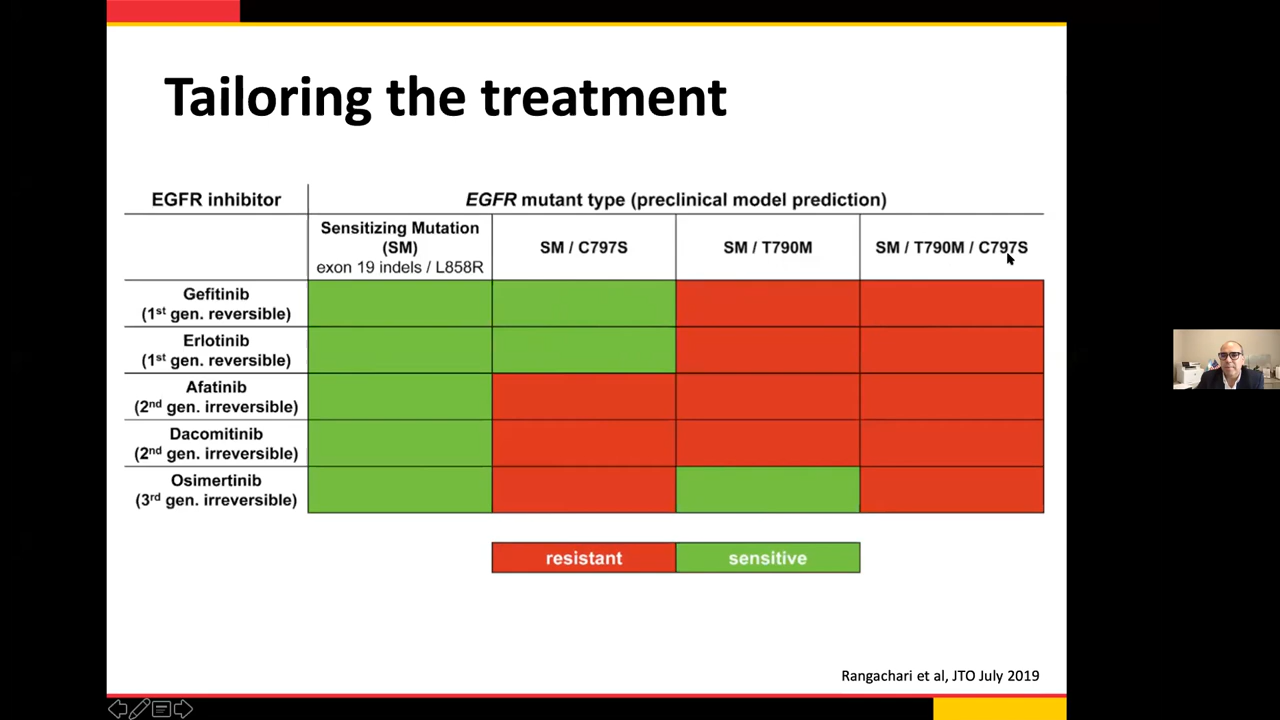 Tailoring the treatment
EGFR inhibitor
EGFR mutant type (preclinical model prediction)
Sensitizing Mutation
(SM)
exon 19 indels / L858R
SM / C797S
SM / T790M
SM / T790M / C797S
Gefitinib
(1st gen. reversible)
Erlotinib
(1st gen. reversible)
Afatinib
(2nd gen. irreversible)
Dacomitinib
(2nd gen. irreversible)
Osimertinib
(3rd gen. irreversible)
resistant
sensitive
Rangachari et al, JTO July 2019